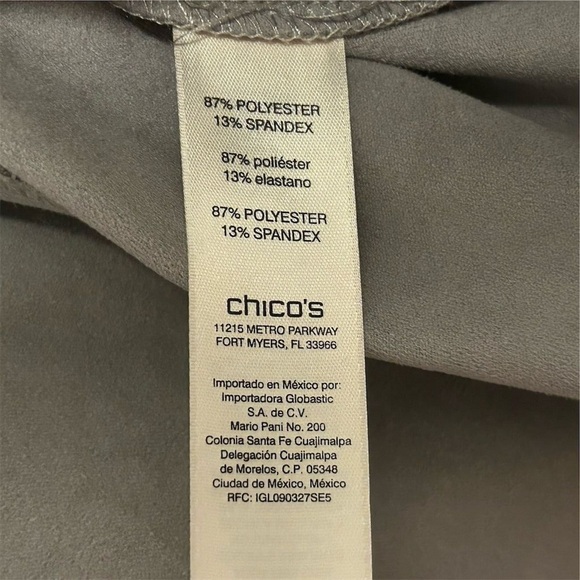 87% POLYESTER
13% SPANDEX
87% poliéster
13% elastano
87% POLYESTER
13% SPANDEX
chico's
11215 METRO PARKWAY
FORT MYERS, FL 33966
Importado en México por:
Importadora Globastic
S.A. de C.V.
Mario Pani No. 200
Colonia Santa Fe Cuajimalpa
Delegación Cuajimalpa
de Morelos, C.P. 05348
Ciudad de México, México
RFC: IGL090327SE5